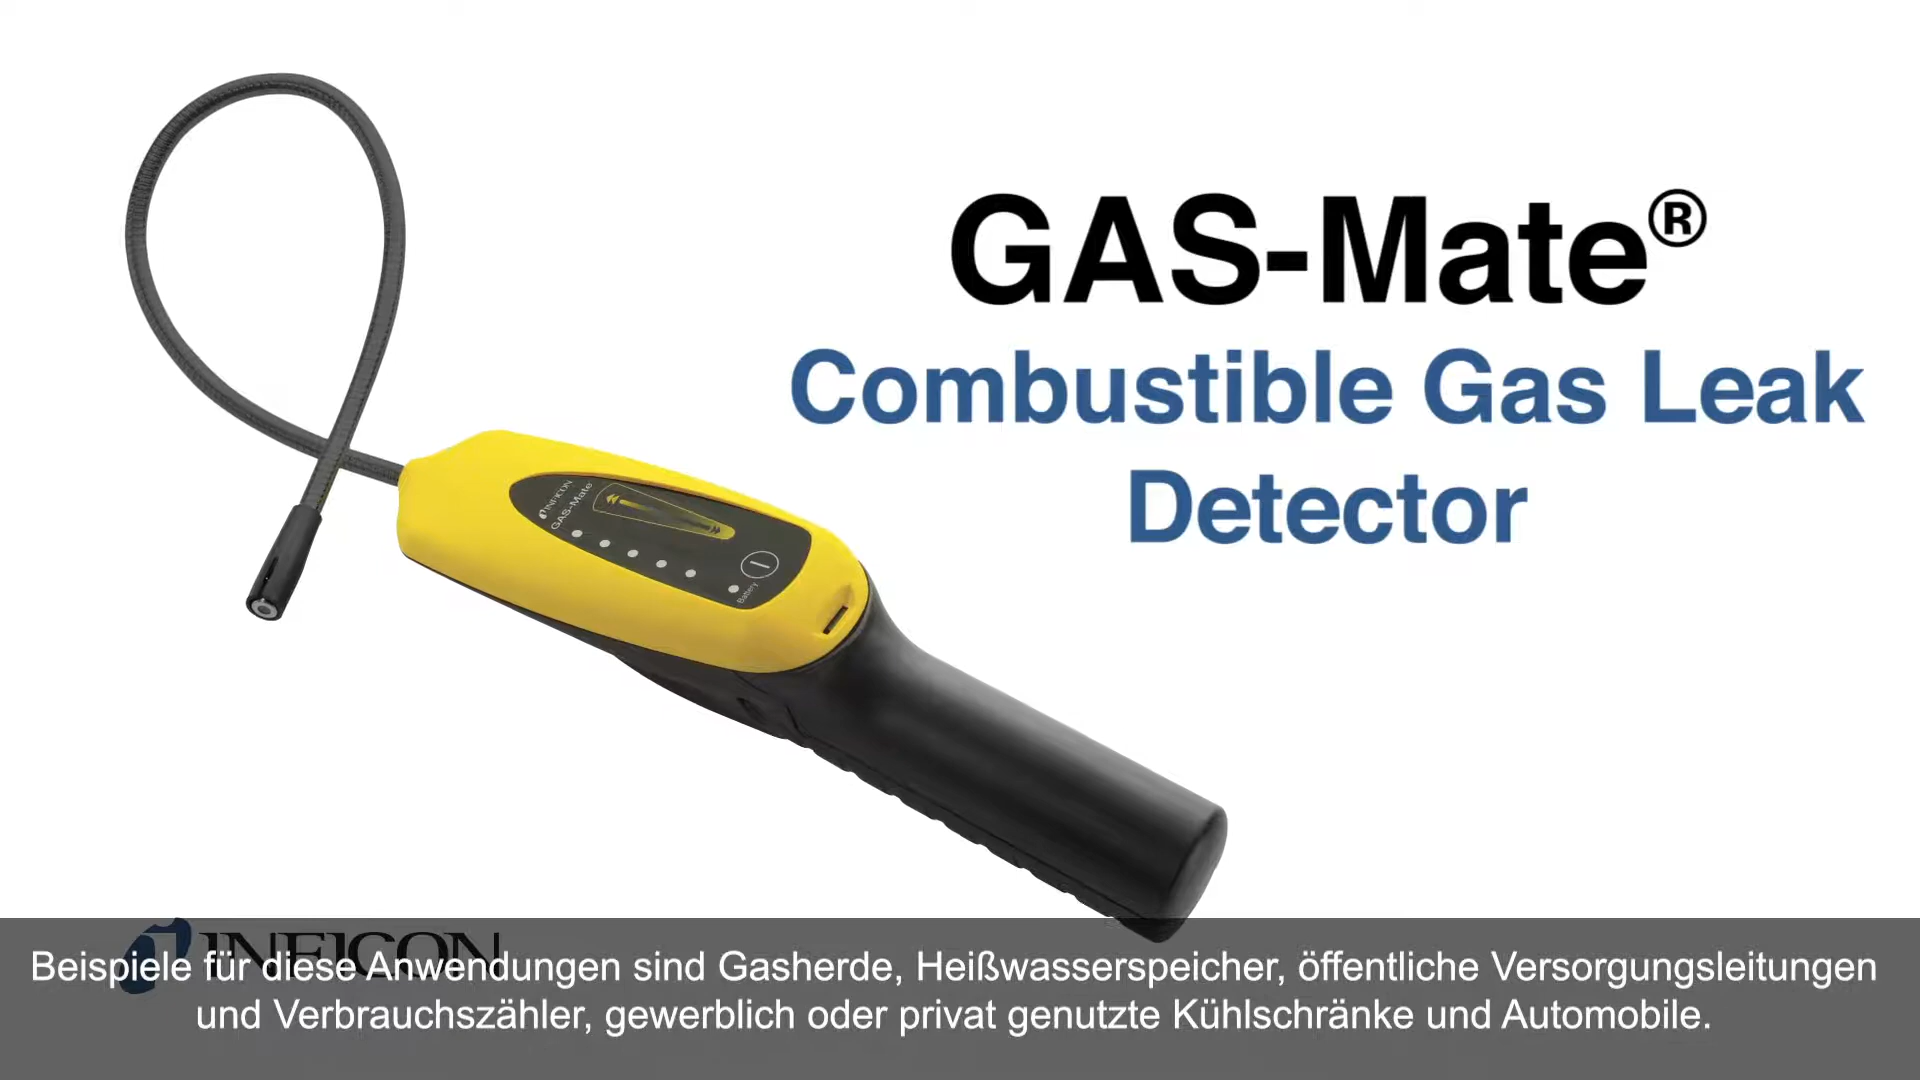 GAS-Mate®
Combustible Gas Leak
Detector
INFICON
GAS-Mate
Battery
INFICON
Beispiele für diese Anwendungen sind Gasherde, Heißwasserspeicher, öffentliche Versorgungsleitungen
und Verbrauchszähler, gewerblich oder privat genutzte Kühlschränke und Automobile.